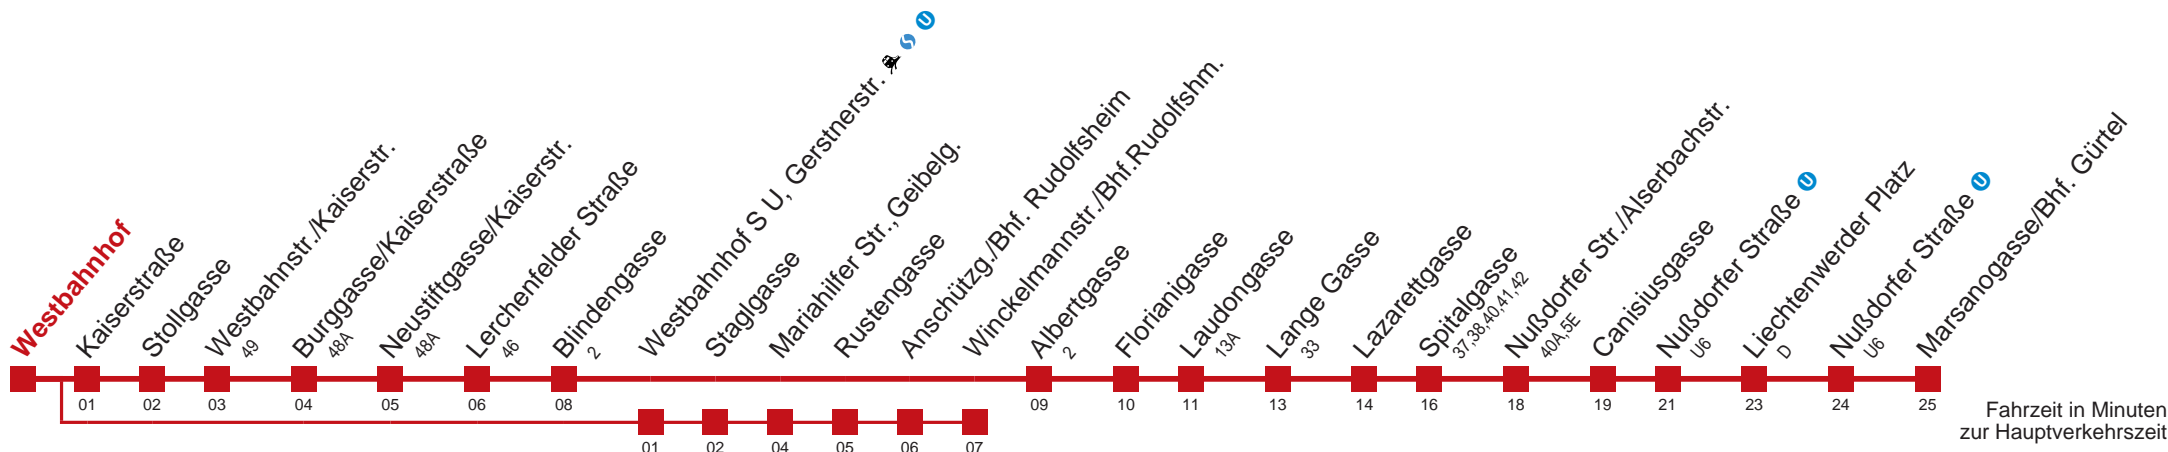 Westbahnhof
Kaiserstraße
Stollgasse
Westbahnstr./Kaiserstr.
49
Burggasse/Kaiserstraße
48A
Neustiftgasse/Kaiserstr.
48A
Lerchenfelder Straße
46
Blindengasse
2
Westbahnhof S U, Gerstnerstr.
S
U
Staglgasse
Mariahilfer Str.,Geibelg.
Rustengasse
Anschützg./Bhf. Rudolfsheim
Winckelmannstr./Bhf.Rudolfshm.
Albertgasse
2
Florianigasse
Laudongasse
13A
Lange Gasse
33
Lazarettgasse
Spitalgasse
37,38,40,41,42
Nußdorfer Str./Alserbachstr.
40A,5E
Canisiusgasse
Nußdorfer Straße U
U6
Liechtenwerder Platz
D
Nußdorfer Straße U
U6
Marsanogasse/Bhf. Gürtel
01 02 03 04 05 06 08 09 10 11 13 14 16 18 19 21 23 24 25
01 02 04 05 06 07
Fahrzeit in Minuten
zur Hauptverkehrszeit